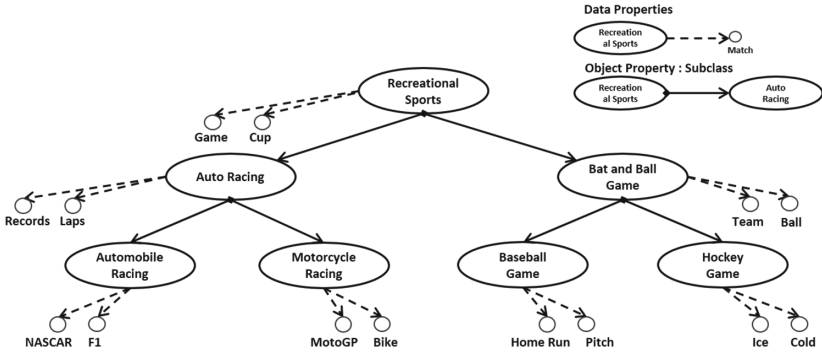 Data Properties
Recreation
al Sports
Match
Object Property : Subclass
Recreation
al Sports
Auto
Racing
Recreational
Sports
Game
Cup
Auto Racing
Bat and Ball
Game
Records
Laps
Team
Ball
Automobile
Racing
Motorcycle
Racing
Baseball
Game
Hockey
Game
NASCAR
F1
MotoGP
Bike
Home Run
Pitch
Ice
Cold